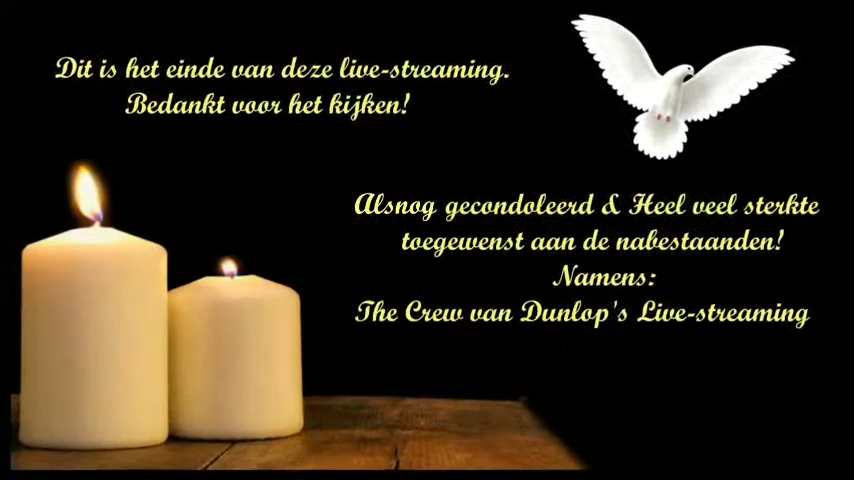 Dit is het einde van deze live-streaming.
Bedankt voor het kijken!
Alsnog gecondoleerd & Heel veel sterkte
toegewenst aan de nabestaanden!
Namens:
The Crew van Dunlop's Live-streaming